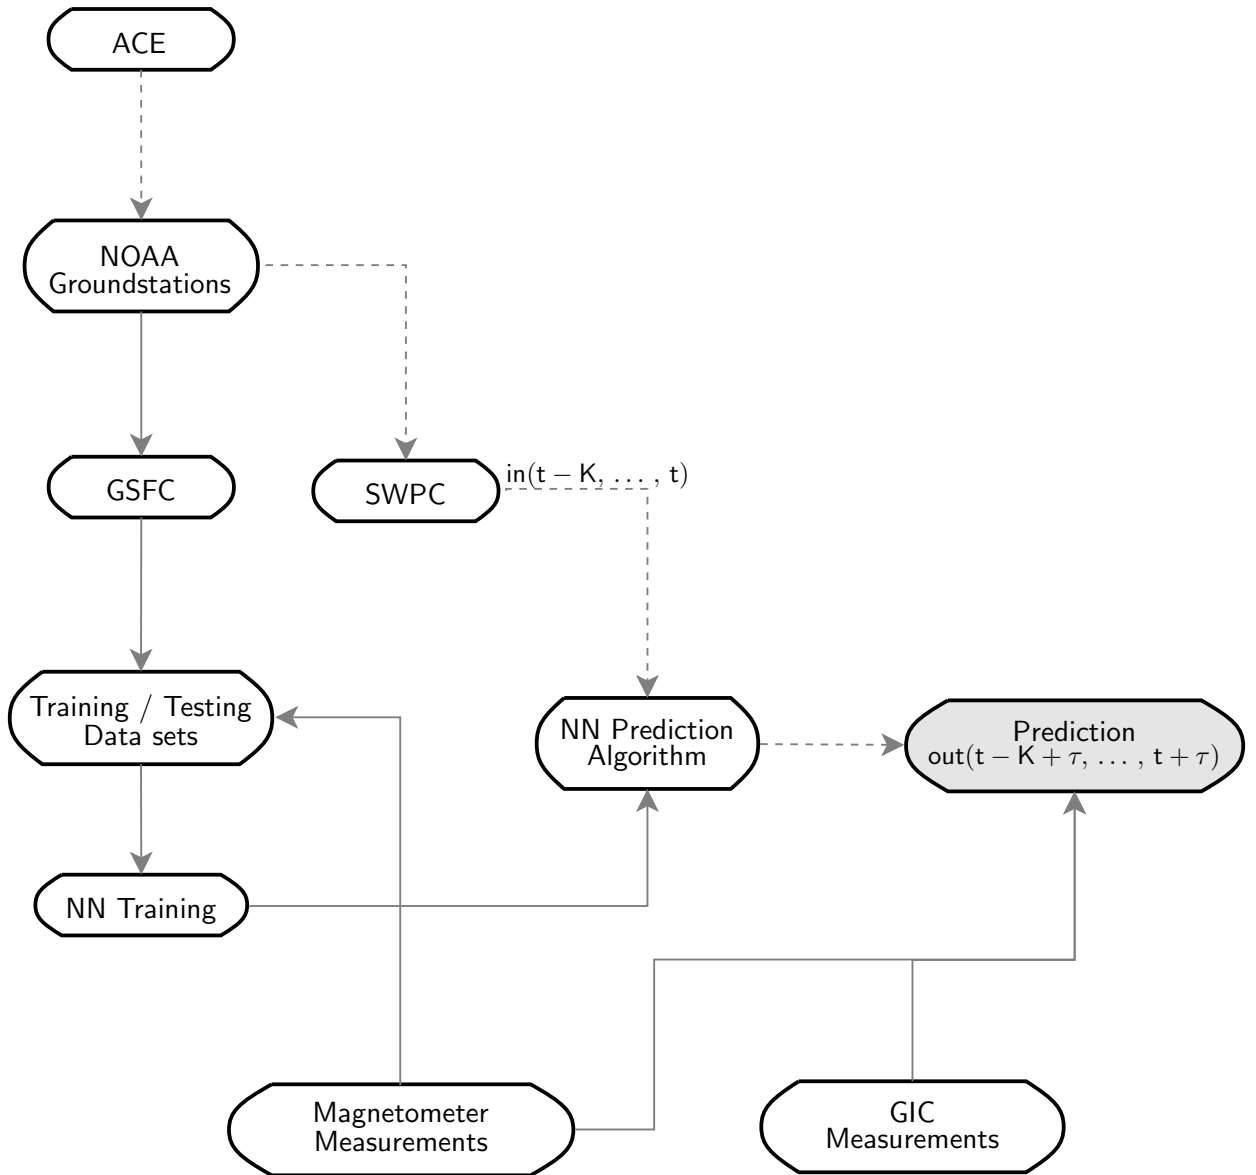 ACE
NOAA
Groundstations
GSFC
SWPC
in(t − K, … , t)
Training / Testing
Data sets
NN Prediction
Algorithm
Prediction
out(t − K + τ, … , t + τ)
NN Training
Magnetometer
Measurements
GIC
Measurements